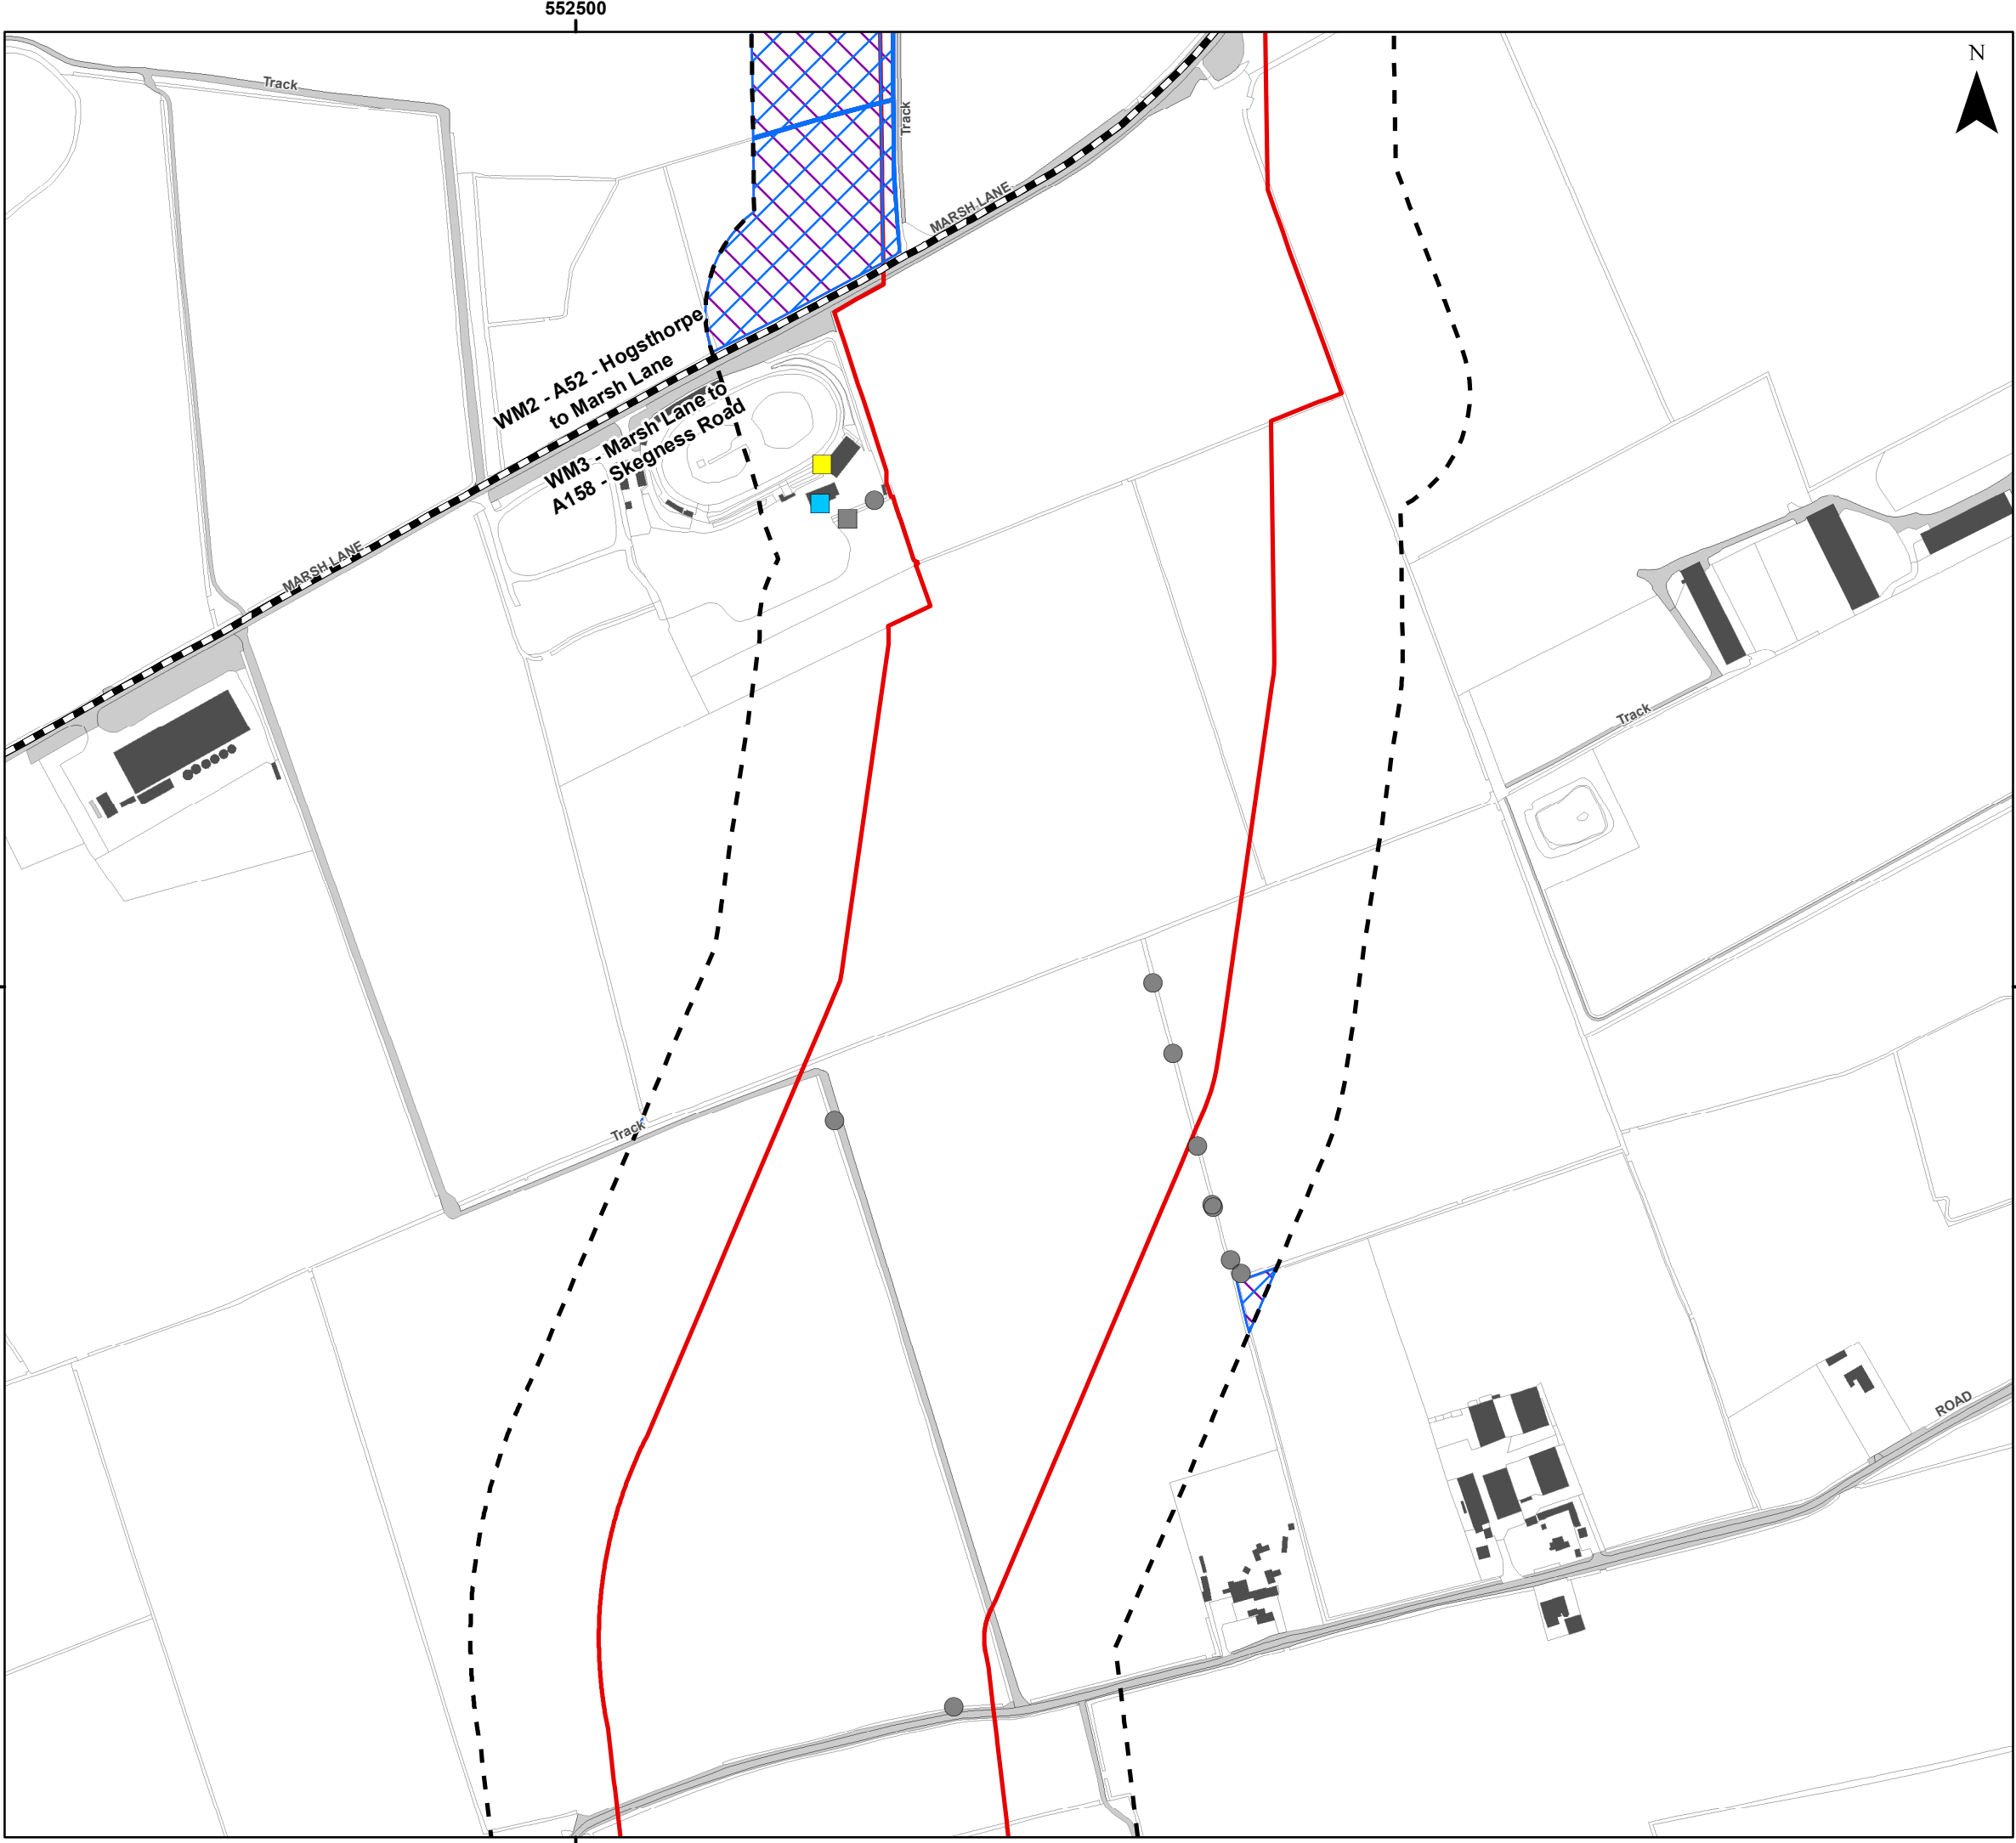 552500
N
Track
Track
MARSH LANE
WM2 - A52 - Hogsthorpe
to Marsh Lane
WM3 - Marsh Lane to
A158 - Skegness Road
MARSH LANE
Track
Track
ROAD